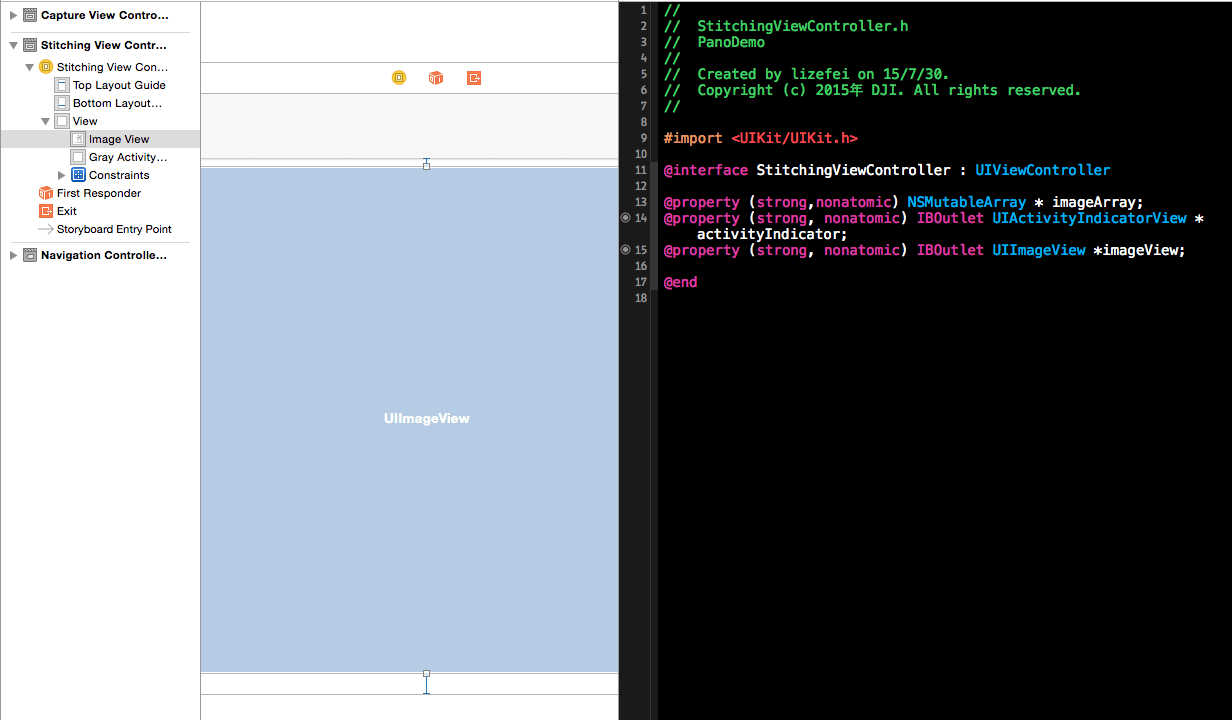 Capture View Contro...
Stitching View Contr...
Stitching View Con...
Top Layout Guide
Bottom Layout...
View
Image View
Gray Activity...
Constraints
First Responder
Exit
Storyboard Entry Point
Navigation Controlle...
UIImageView
1 //
2 //  StitchingViewController.h
3 //  PanoDemo
4 //
5 //  Created by lizefei on 15/7/30.
6 //  Copyright (c) 2015年 DJI. All rights reserved.
7 //
8
9 #import <UIKit/UIKit.h>
10
11 @interface StitchingViewController : UIViewController
12
13 @property (strong,nonatomic) NSMutableArray * imageArray;
14 @property (strong, nonatomic) IBOutlet UIActivityIndicatorView *
activityIndicator;
15 @property (strong, nonatomic) IBOutlet UIImageView *imageView;
16
17 @end
18